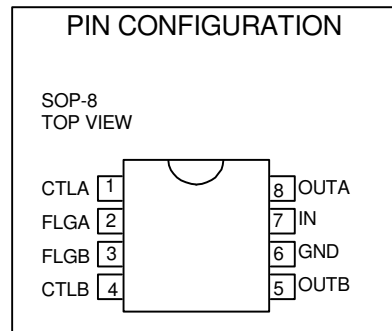 PIN CONFIGURATION
SOP-8
TOP VIEW
CTLA 1 8 OUTA
FLGA 2 7 IN
FLGB 3 6 GND
CTLB 4 5 OUTB